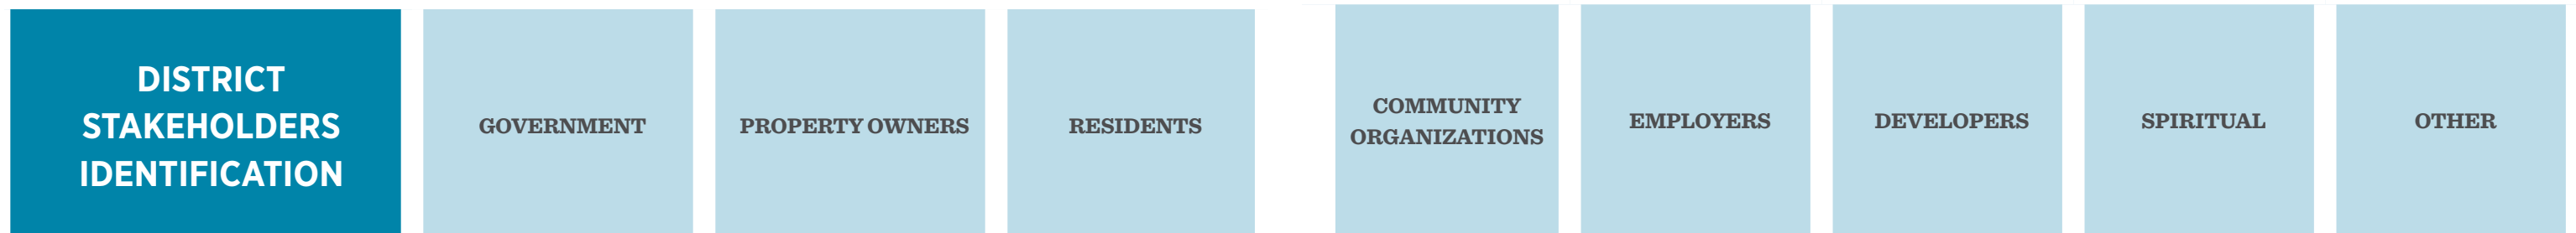 DISTRICT
STAKEHOLDERS
IDENTIFICATION
GOVERNMENT
PROPERTY OWNERS
RESIDENTS
COMMUNITY
ORGANIZATIONS
EMPLOYERS
DEVELOPERS
SPIRITUAL
OTHER